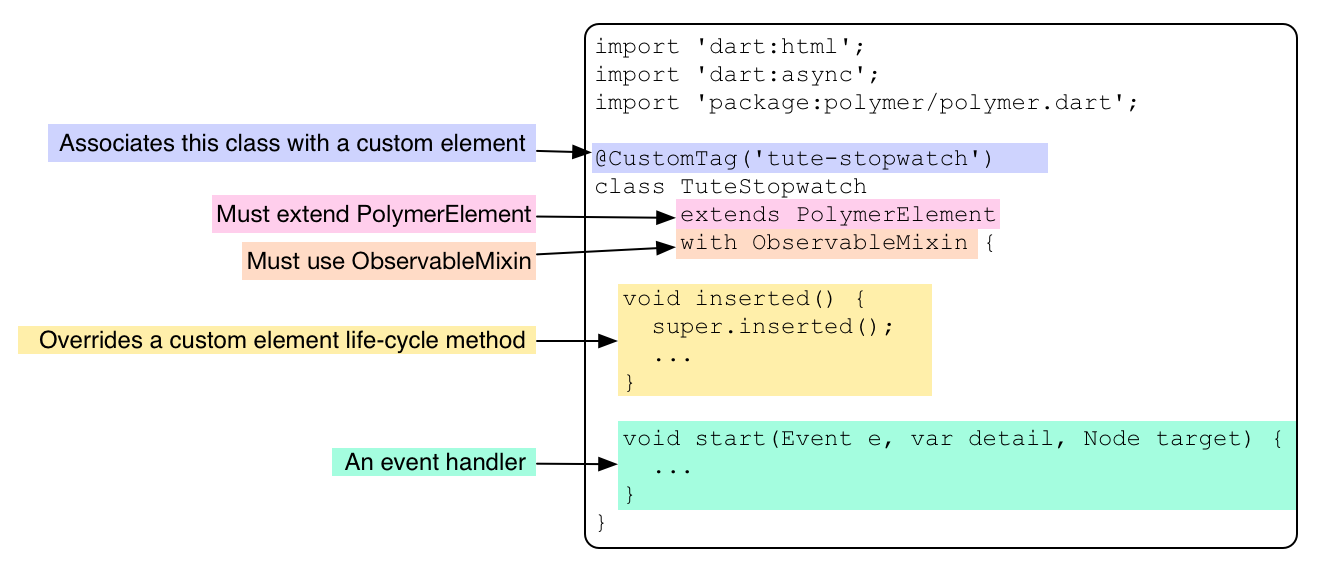 import 'dart:html';
import 'dart:async';
import 'package:polymer/polymer.dart';
Associates this class with a custom element
@CustomTag('tute-stopwatch')
class TuteStopwatch
Must extend PolymerElement
extends PolymerElement
Must use ObservableMixin
with ObservableMixin {
void inserted() {
super.inserted();
Overrides a custom element life-cycle method
...
}
void start(Event e, var detail, Node target) {
An event handler
...
}
}